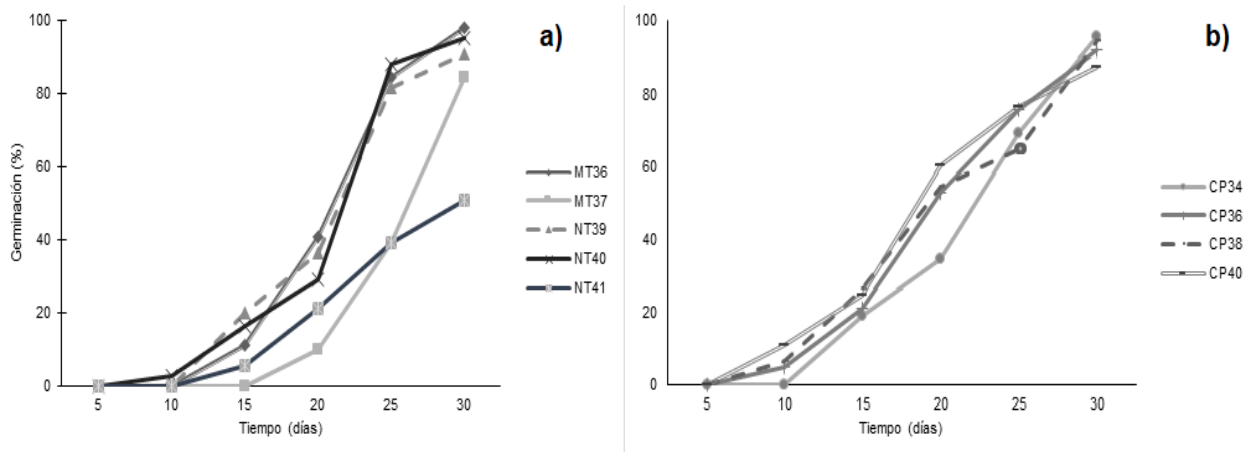 a)
Germinación (%)
100
80
60
40
20
0
5 10 15 20 25 30
Tiempo (días)
MT36
MT37
NT39
NT40
NT41
b)
100
80
60
40
20
0
5 10 15 20 25 30
Tiempo (días)
CP34
CP36
CP38
CP40